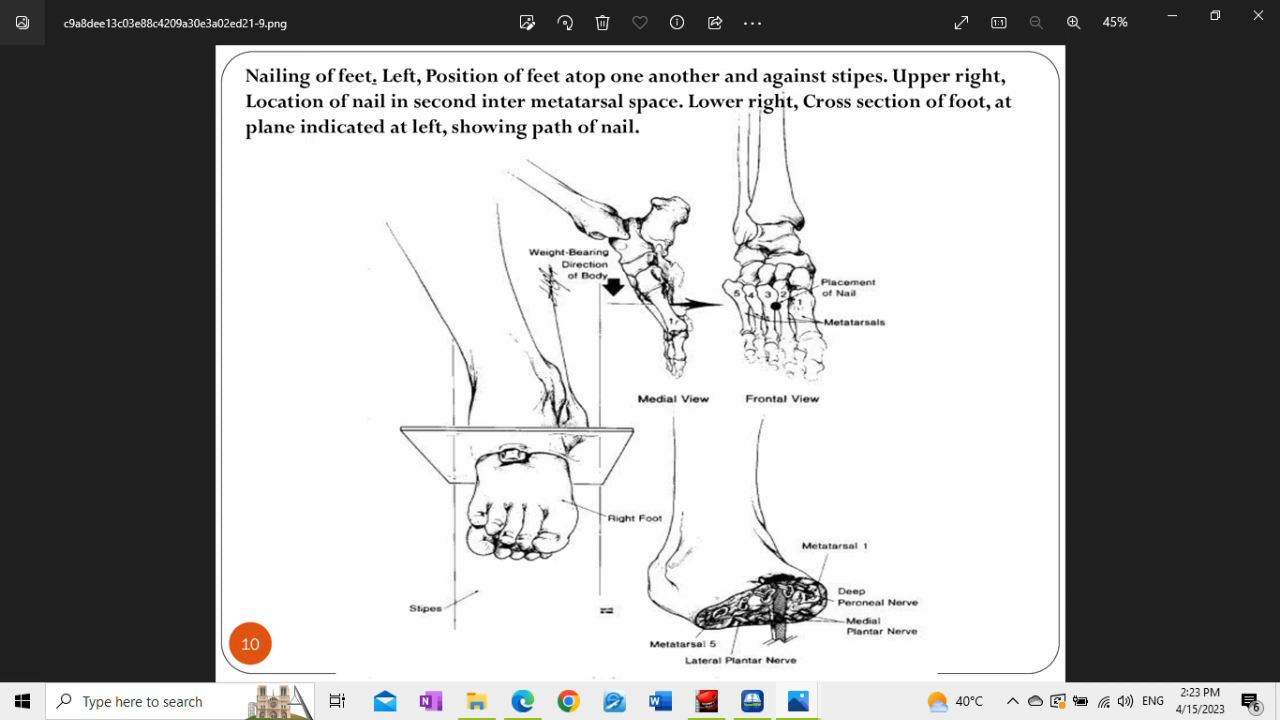 c9a8dee13c03e88c4209a30e3a02ed21-9.png
45%
Nailing of feet. Left, Position of feet atop one another and against stipes. Upper right,
Location of nail in second inter metatarsal space. Lower right, Cross section of foot, at
plane indicated at left, showing path of nail.
Weight-Bearing
Direction
of Body
Placement
of Nail
5 4 3 2 1
1
Metatarsals
Medial View
Frontal View
Right Foot
Metatarsal 1
Deep
Peroneal Nerve
Medial
Plantar Nerve
Stipes
Metatarsal 5
Lateral Plantar Nerve
10
Type here to search
40°C
ENG
2:23 PM
4/15/2023
6